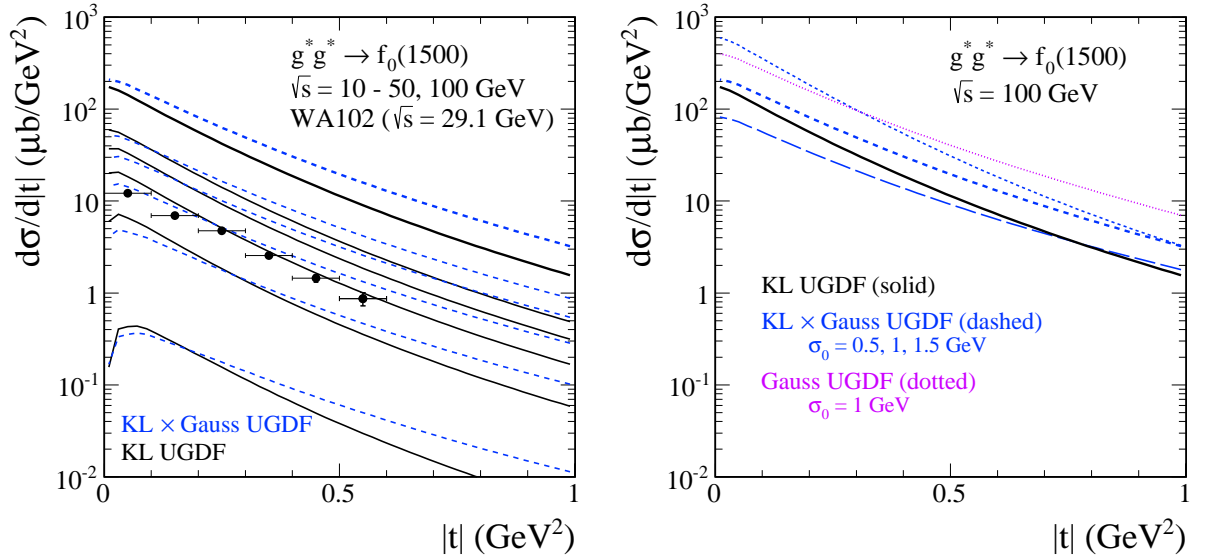 dσ/d|t| (μb/GeV²)
10³
10²
10
1
10⁻¹
10⁻²
g*g* → f₀(1500)
√s = 10 - 50, 100 GeV
WA102 (√s = 29.1 GeV)
KL × Gauss UGDF
KL UGDF
0 0.5 1
|t| (GeV²)
dσ/d|t| (μb/GeV²)
10³
10²
10
1
10⁻¹
10⁻²
g*g* → f₀(1500)
√s = 100 GeV
KL UGDF (solid)
KL × Gauss UGDF (dashed)
σ₀ = 0.5, 1, 1.5 GeV
Gauss UGDF (dotted)
σ₀ = 1 GeV
0 0.5 1
|t| (GeV²)